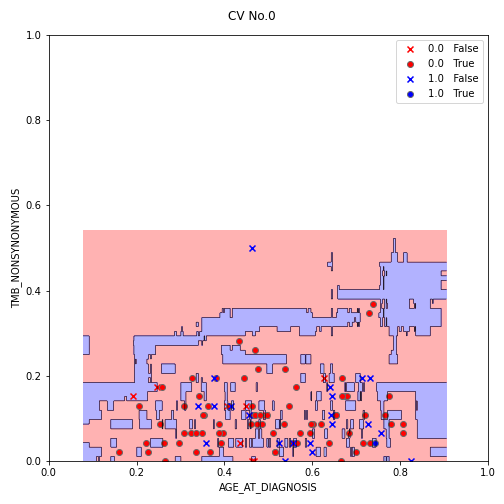 CV No.0
1.0
0.8
0.6
0.4
0.2
0.0
0.0 0.2 0.4 0.6 0.8 1.0
TMB_NONSYNONYMOUS
AGE_AT_DIAGNOSIS
0.0 False
0.0 True
1.0 False
1.0 True